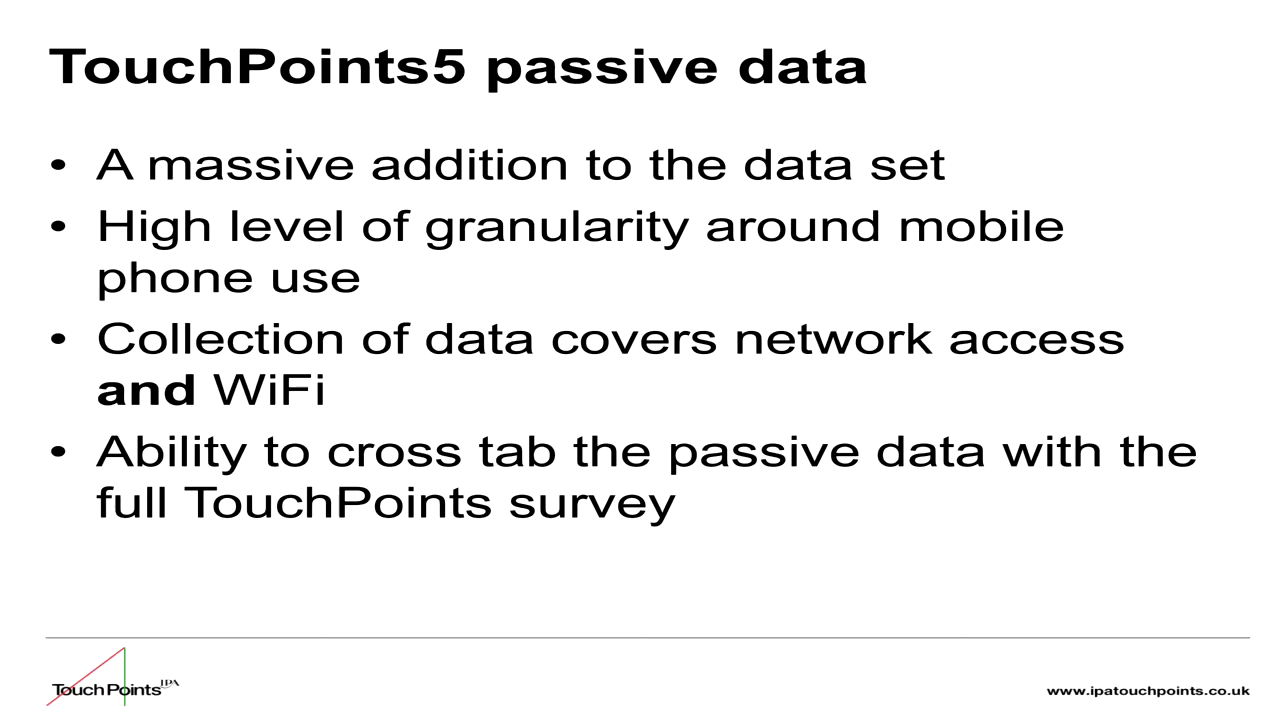 TouchPoints5 passive data
• A massive addition to the data set
• High level of granularity around mobile
phone use
• Collection of data covers network access
and WiFi
• Ability to cross tab the passive data with the
full TouchPoints survey
TouchPoints IPA
www.ipatouchpoints.co.uk